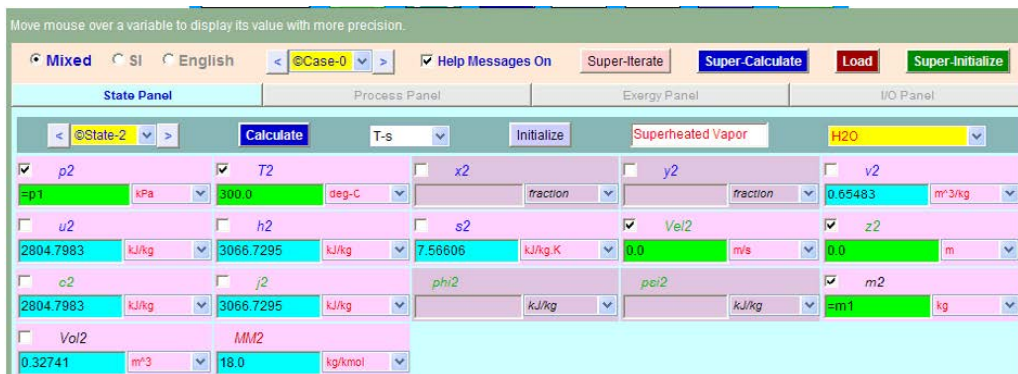 Move mouse over a variable to display its value with more precision.
Mixed SI English < ©Case-0 > Help Messages On Super-Iterate Super-Calculate Load Super-Initialize
State Panel Process Panel Exergy Panel I/O Panel
< ©State-2 > Calculate T-s Initialize Superheated Vapor H2O
p2 T2 x2 y2 v2
=p1 kPa 300.0 deg-C fraction fraction 0.65483 m^3/kg
u2 h2 s2 Vel2 z2
2804.7983 kJ/kg 3066.7295 kJ/kg 7.56606 kJ/kg.K 0.0 m/s 0.0 m
e2 j2 phi2 psi2 m2
2804.7983 kJ/kg 3066.7295 kJ/kg kJ/kg kJ/kg =m1 kg
Vol2 MM2
0.32741 m^3 18.0 kg/kmol